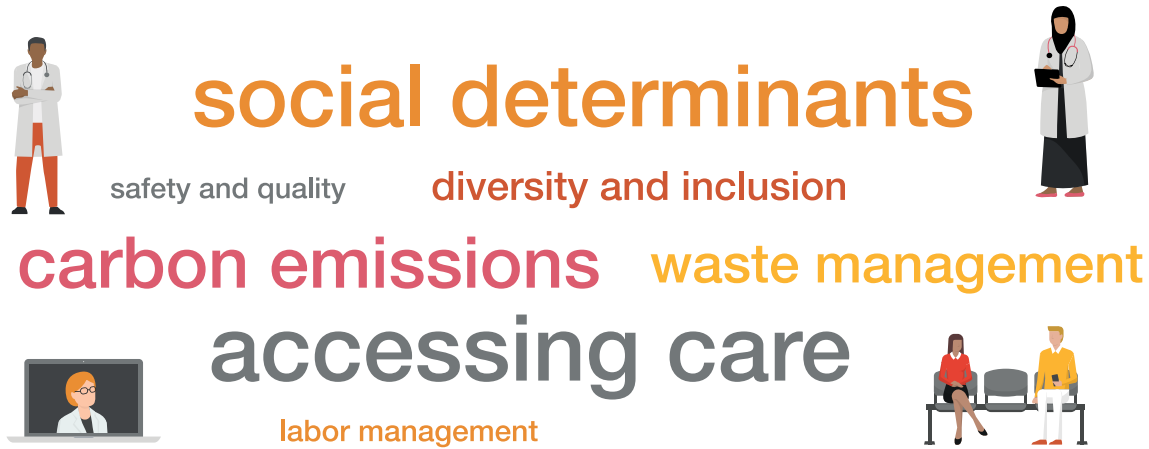 social determinants
safety and quality
diversity and inclusion
carbon emissions
waste management
accessing care
labor management